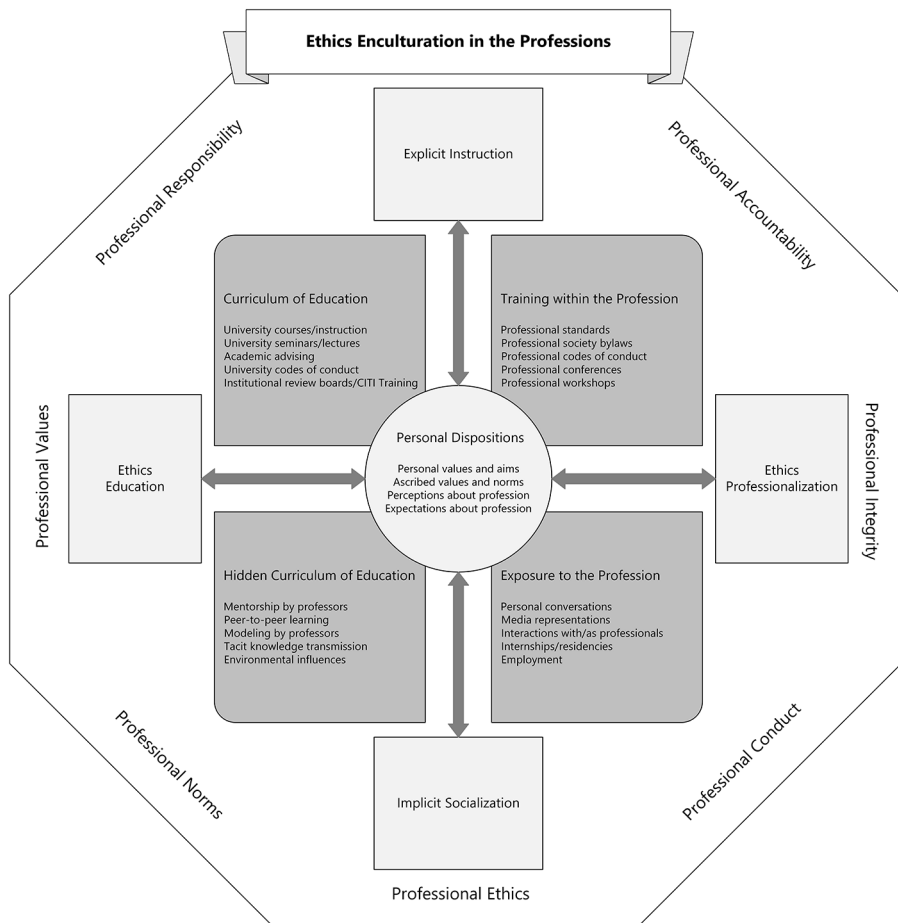 Ethics Enculturation in the Professions
Professional Responsibility
Professional Accountability
Explicit Instruction
Curriculum of Education
University courses/instruction
University seminars/lectures
Academic advising
University codes of conduct
Institutional review boards/CITI Training
Training within the Profession
Professional standards
Professional society bylaws
Professional codes of conduct
Professional conferences
Professional workshops
Professional Values
Ethics
Education
Personal Dispositions
Personal values and aims
Ascribed values and norms
Perceptions about profession
Expectations about profession
Ethics
Professionalization
Professional Integrity
Hidden Curriculum of Education
Mentorship by professors
Peer-to-peer learning
Modeling by professors
Tacit knowledge transmission
Environmental influences
Exposure to the Profession
Personal conversations
Media representations
Interactions with/as professionals
Internships/residencies
Employment
Professional Norms
Professional Conduct
Implicit Socialization
Professional Ethics